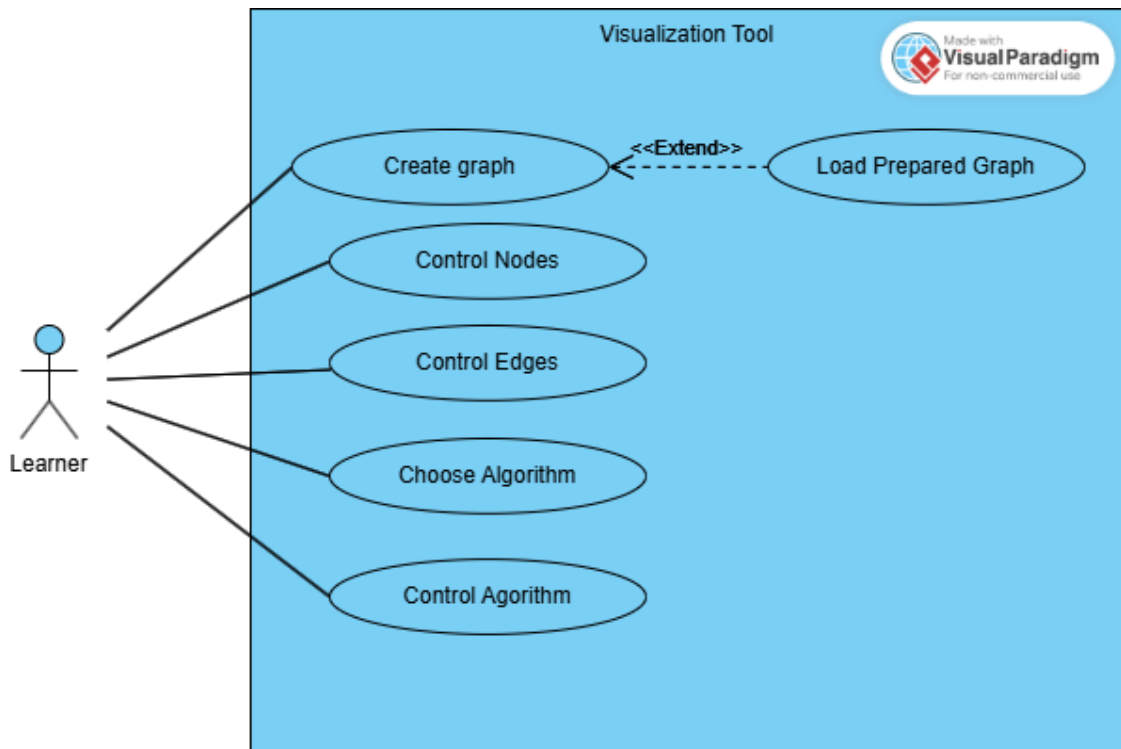 Visualization Tool
Made with
Visual Paradigm
For non-commercial use
<<Extend>>
Create graph
Load Prepared Graph
Control Nodes
Control Edges
Learner
Choose Algorithm
Control Agorithm